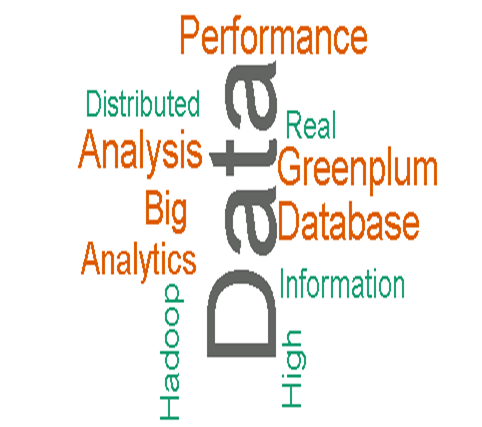 Performance
Distributed
Real
Analysis
Greenplum
Data
Big
Database
Analytics
Information
Hadoop
High